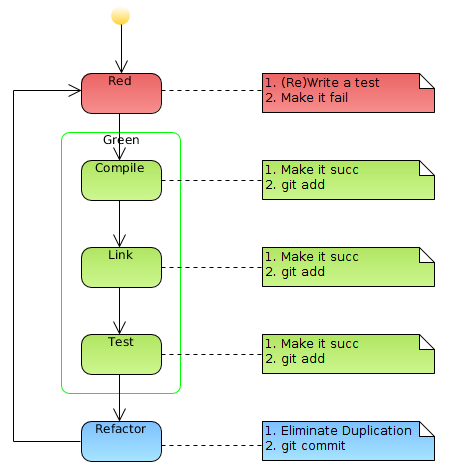 Red
1. (Re)Write a test
2. Make it fail
Green
Compile
1. Make it succ
2. git add
Link
1. Make it succ
2. git add
Test
1. Make it succ
2. git add
Refactor
1. Eliminate Duplication
2. git commit